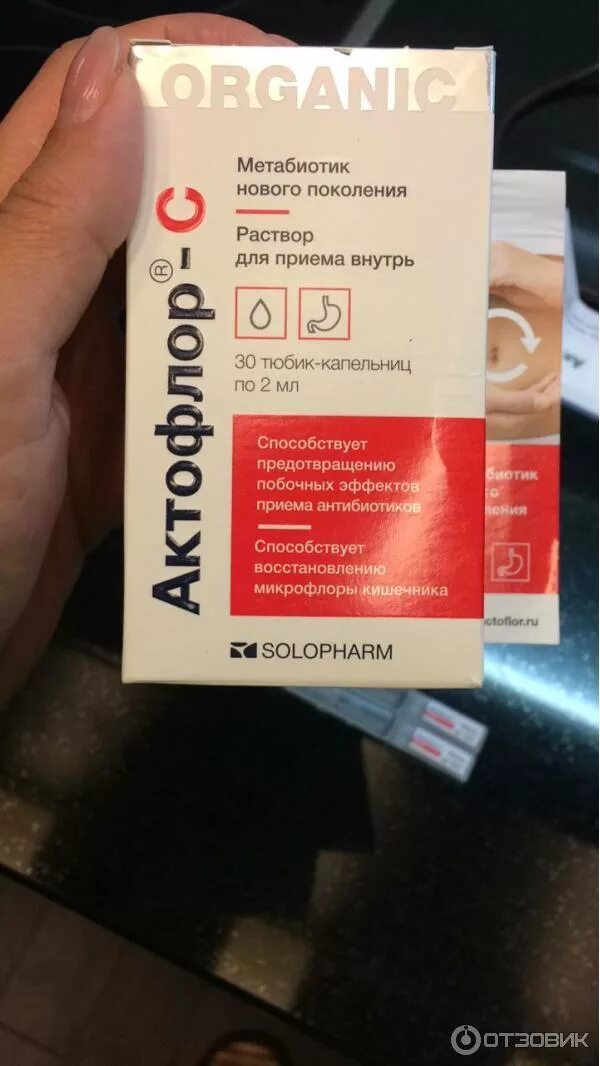 ORGANIC
Актофлор®-С
Метабиотик
нового поколения
Раствор
для приема внутрь
30 тюбик-капельниц
по 2 мл
Способствует
предотвращению
побочных эффектов
приема антибиотиков
Способствует
восстановлению
микрофлоры кишечника
SOLOPHARM
биотик
о
ления
ctoflor.ru
ОТЗОВИК